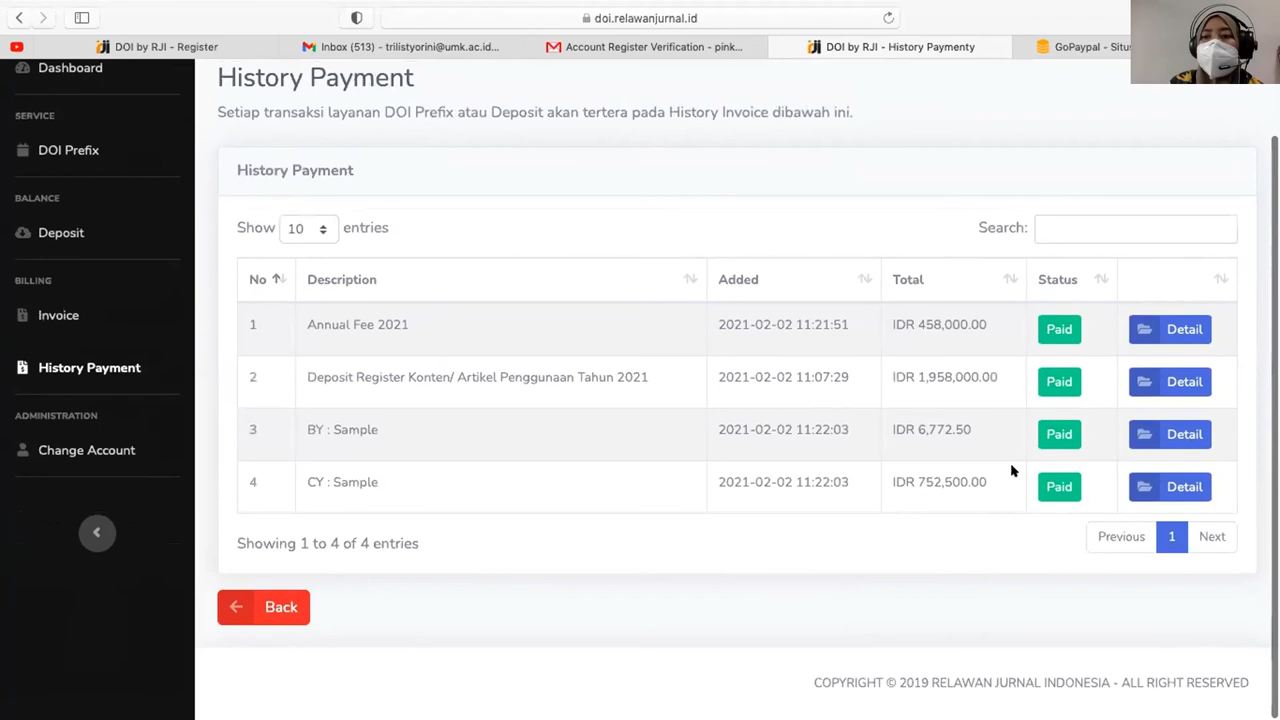 doi.relawanjurnal.id
DOI by RJI - Register
Inbox (513) - trilistyorini@umk.ac.id...
Account Register Verification - pink...
DOI by RJI - History Paymenty
GoPaypal - Situs
Dashboard
SERVICE
DOI Prefix
BALANCE
Deposit
BILLING
Invoice
History Payment
ADMINISTRATION
Change Account
History Payment
Setiap transaksi layanan DOI Prefix atau Deposit akan tertera pada History Invoice dibawah ini.
History Payment
Show 10 entries
Search:
No Description Added Total Status
1 Annual Fee 2021 2021-02-02 11:21:51 IDR 458,000.00 Paid Detail
2 Deposit Register Konten/ Artikel Penggunaan Tahun 2021 2021-02-02 11:07:29 IDR 1,958,000.00 Paid Detail
3 BY : Sample 2021-02-02 11:22:03 IDR 6,772.50 Paid Detail
4 CY : Sample 2021-02-02 11:22:03 IDR 752,500.00 Paid Detail
Showing 1 to 4 of 4 entries
Previous 1 Next
Back
COPYRIGHT © 2019 RELAWAN JURNAL INDONESIA - ALL RIGHT RESERVED